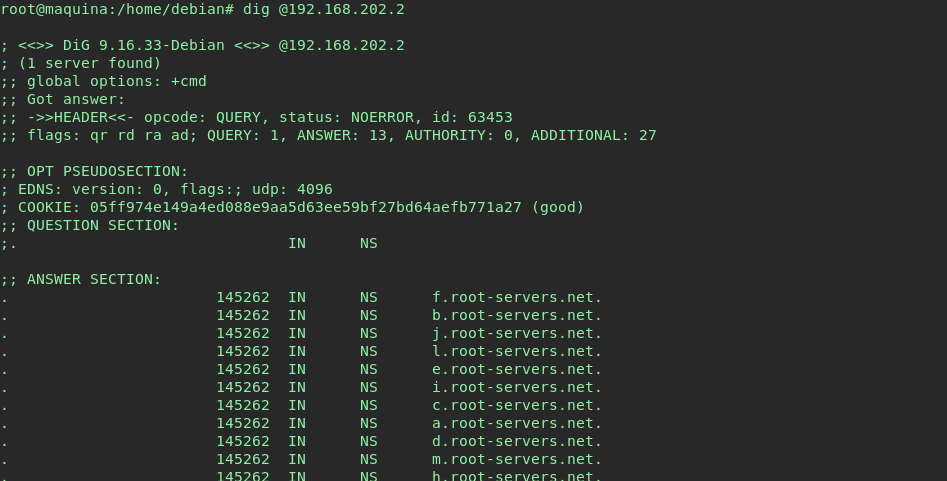 root@maquina:/home/debian# dig @192.168.202.2
; <<>> DiG 9.16.33-Debian <<>> @192.168.202.2
; (1 server found)
;; global options: +cmd
;; Got answer:
;; ->>HEADER<<- opcode: QUERY, status: NOERROR, id: 63453
;; flags: qr rd ra ad; QUERY: 1, ANSWER: 13, AUTHORITY: 0, ADDITIONAL: 27
;; OPT PSEUDOSECTION:
; EDNS: version: 0, flags:; udp: 4096
; COOKIE: 05ff974e149a4ed088e9aa5d63ee59bf27bd64aefb771a27 (good)
;; QUESTION SECTION:
;. IN NS
;; ANSWER SECTION:
. 145262 IN NS f.root-servers.net.
. 145262 IN NS b.root-servers.net.
. 145262 IN NS j.root-servers.net.
. 145262 IN NS l.root-servers.net.
. 145262 IN NS e.root-servers.net.
. 145262 IN NS i.root-servers.net.
. 145262 IN NS c.root-servers.net.
. 145262 IN NS a.root-servers.net.
. 145262 IN NS d.root-servers.net.
. 145262 IN NS m.root-servers.net.
. 145262 IN NS h.root-servers.net.